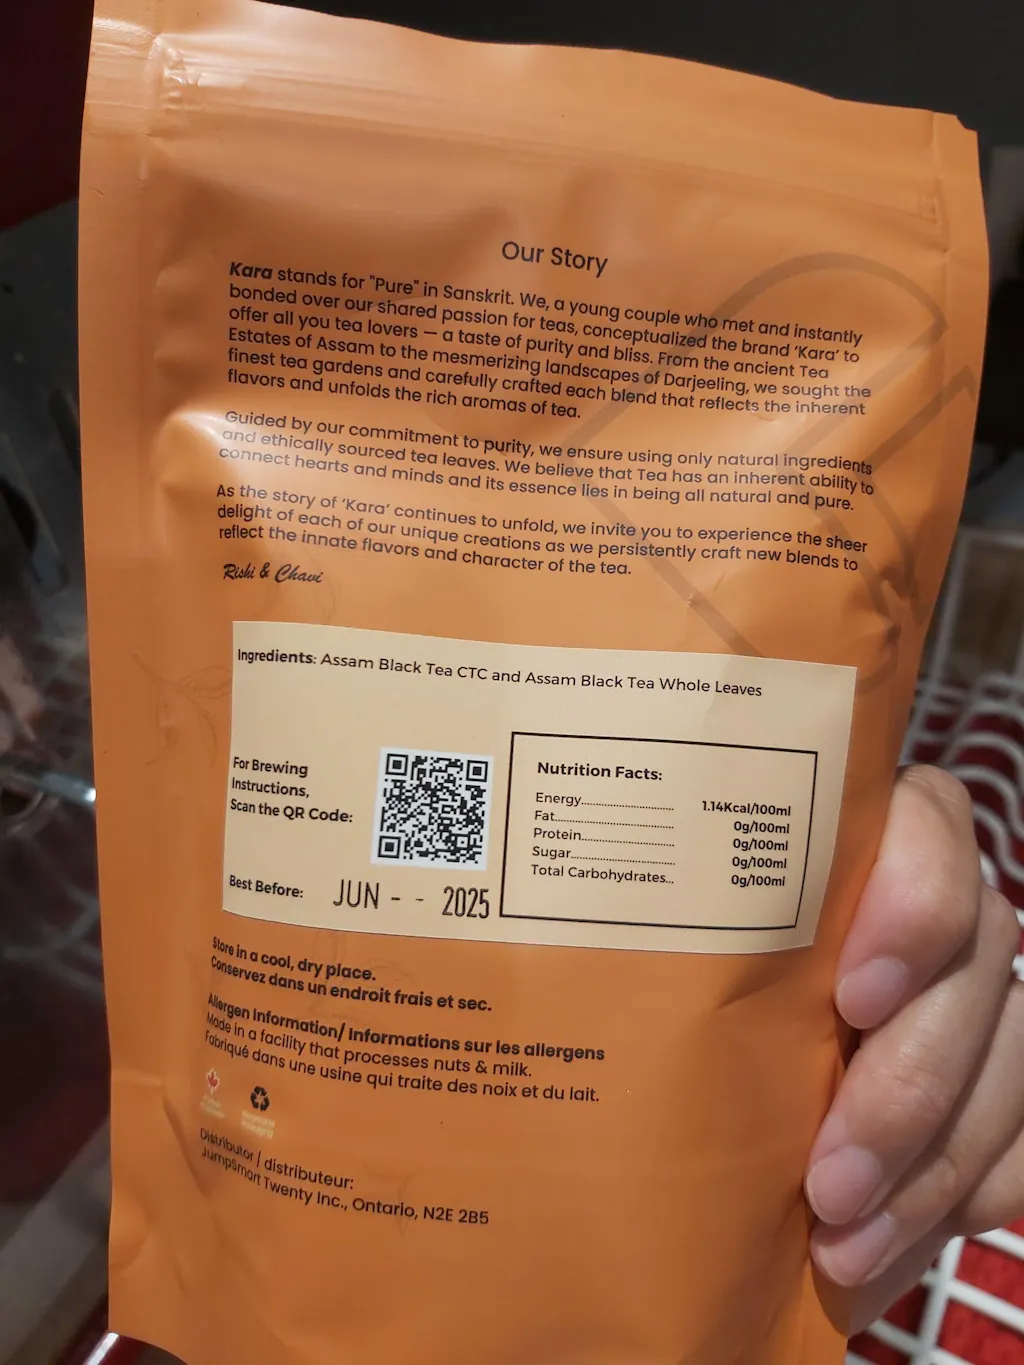 Our Story
Kara stands for "Pure" in Sanskrit. We, a young couple who met and instantly
bonded over our shared passion for teas, conceptualized the brand 'Kara' to
offer all you tea lovers — a taste of purity and bliss. From the ancient Tea
Estates of Assam to the mesmerizing landscapes of Darjeeling, we sought the
finest tea gardens and carefully crafted each blend that reflects the inherent
flavors and unfolds the rich aromas of tea.
Guided by our commitment to purity, we ensure using only natural ingredients
and ethically sourced tea leaves. We believe that Tea has an inherent ability to
connect hearts and minds and its essence lies in being all natural and pure.
As the story of 'Kara' continues to unfold, we invite you to experience the sheer
delight of each of our unique creations as we persistently craft new blends to
reflect the innate flavors and character of the tea.
Rishi & Chavi
Ingredients: Assam Black Tea CTC and Assam Black Tea Whole Leaves
For Brewing
Instructions,
Scan the QR Code:
Best Before: JUN - - 2025
Nutrition Facts:
Energy........................ 1.14Kcal/100ml
Fat............................... 0g/100ml
Protein........................ 0g/100ml
Sugar........................... 0g/100ml
Total Carbohydrates... 0g/100ml
Store in a cool, dry place.
Conservez dans un endroit frais et sec.
Allergen Information/ Informations sur les allergens
Made in a facility that processes nuts & milk.
Fabriqué dans une usine qui traite des noix et du lait.
Distributor | distributeur:
JumpSmart Twenty Inc., Ontario, N2E 2B5